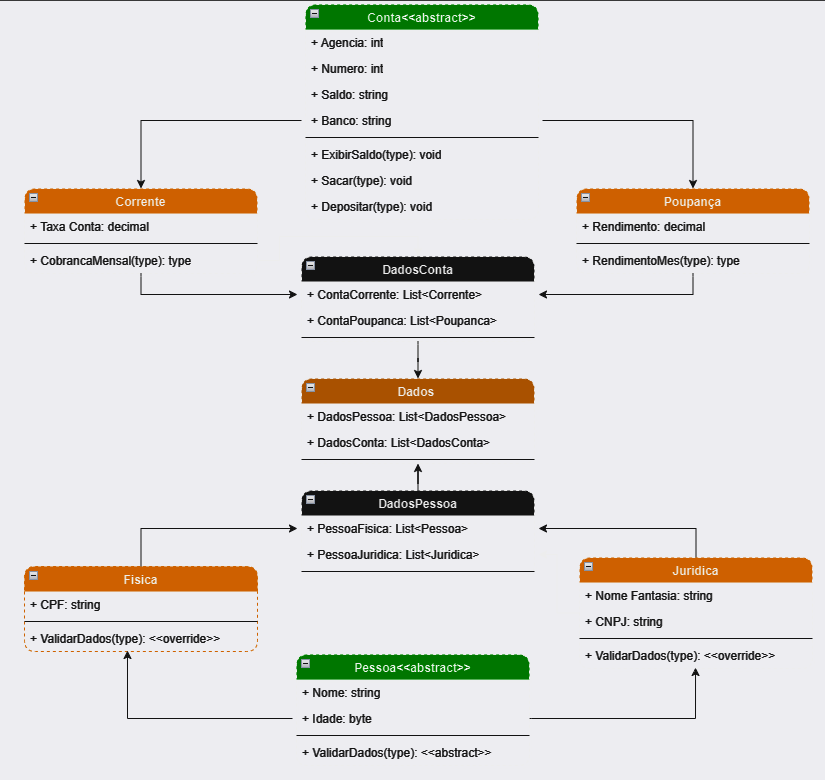 Conta<<abstract>>
+ Agencia: int
+ Numero: int
+ Saldo: string
+ Banco: string
+ ExibirSaldo(type): void
+ Sacar(type): void
+ Depositar(type): void
Corrente
+ Taxa Conta: decimal
+ CobrancaMensal(type): type
Poupança
+ Rendimento: decimal
+ RendimentoMes(type): type
DadosConta
+ ContaCorrente: List<Corrente>
+ ContaPoupanca: List<Poupanca>
Dados
+ DadosPessoa: List<DadosPessoa>
+ DadosConta: List<DadosConta>
DadosPessoa
+ PessoaFisica: List<Pessoa>
+ PessoaJuridica: List<Juridica>
Fisica
+ CPF: string
+ ValidarDados(type): <<override>>
Juridica
+ Nome Fantasia: string
+ CNPJ: string
+ ValidarDados(type): <<override>>
Pessoa<<abstract>>
+ Nome: string
+ Idade: byte
+ ValidarDados(type): <<abstract>>